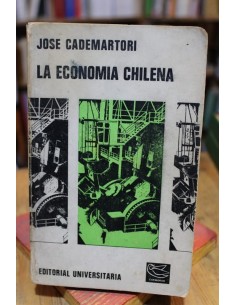 JOSE CADEMARTORI
LA ECONOMIA CHILENA
EDITORIAL UNIVERSITARIA